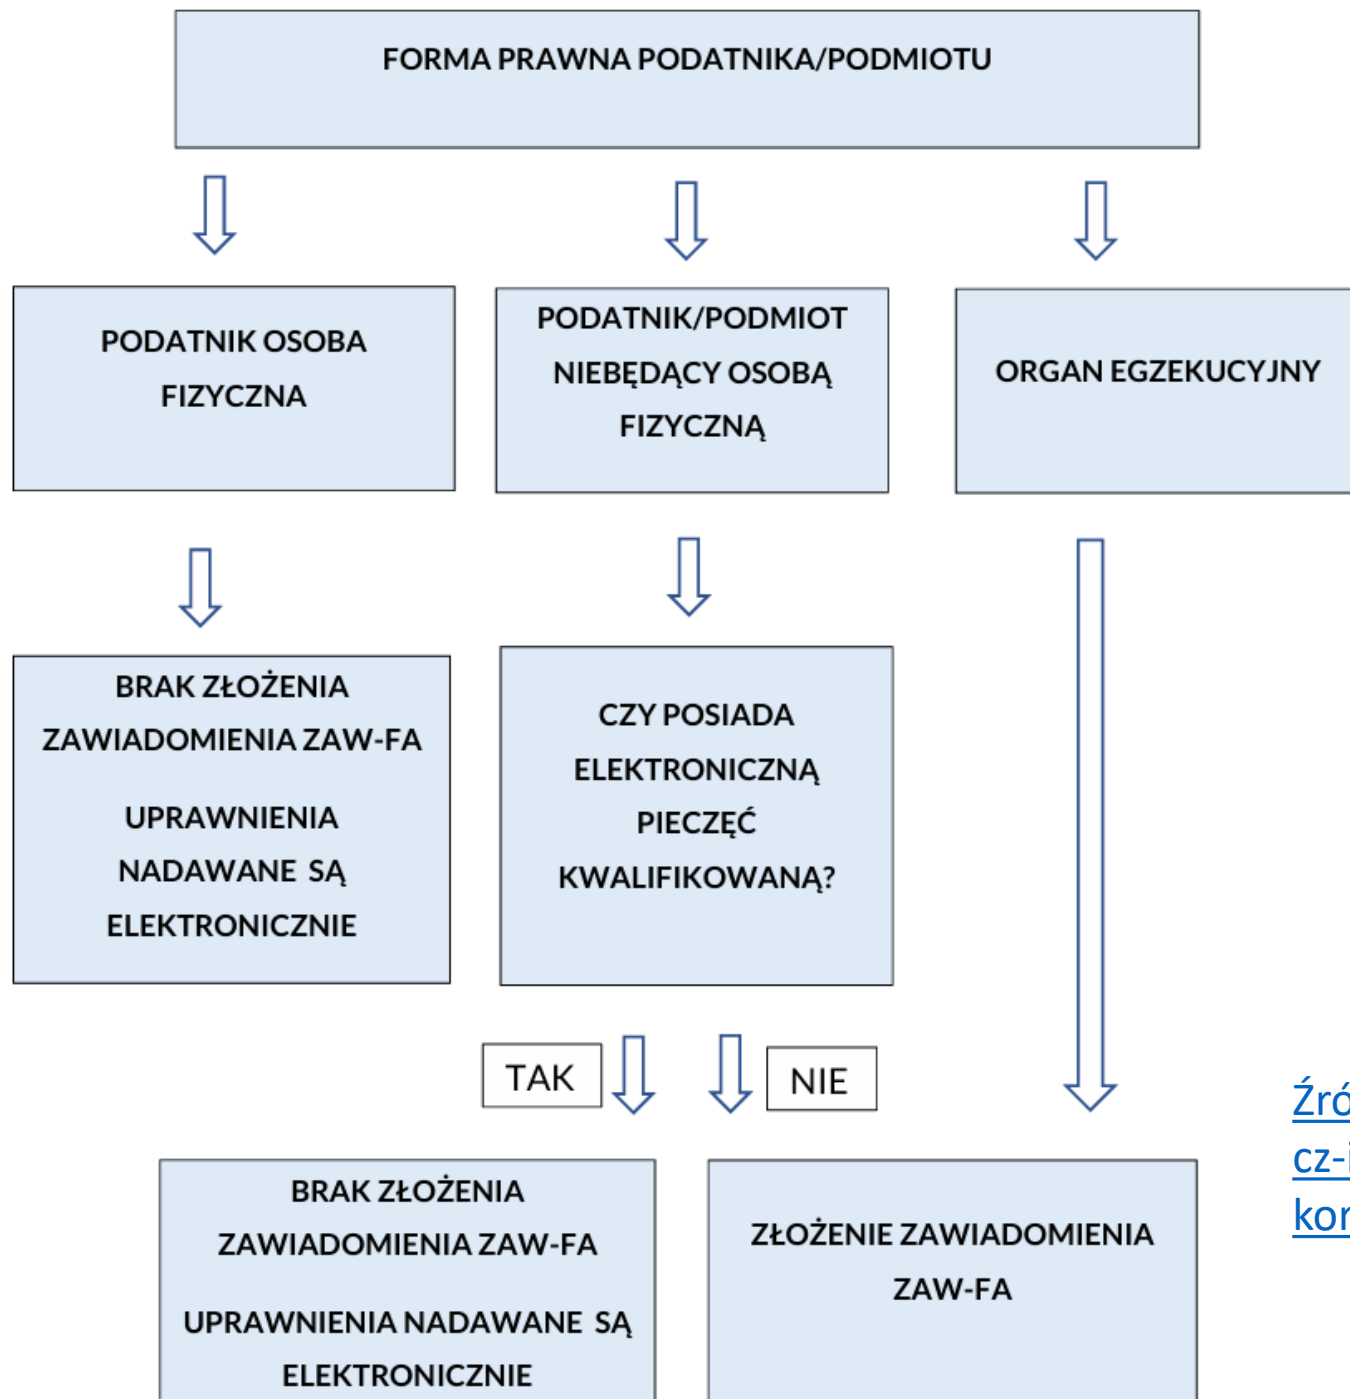 FORMA PRAWNA PODATNIKA/PODMIOTU
PODATNIK OSOBA
FIZYCZNA
PODATNIK/PODMIOT
NIEBĘDĄCY OSOBĄ
FIZYCZNĄ
ORGAN EGZEKUCYJNY
BRAK ZŁOŻENIA
ZAWIADOMIENIA ZAW-FA
UPRAWNIENIA
NADAWANE SĄ
ELEKTRONICZNIE
CZY POSIADA
ELEKTRONICZNĄ
PIECZĘĆ
KWALIFIKOWANĄ?
TAK
NIE
BRAK ZŁOŻENIA
ZAWIADOMIENIA ZAW-FA
UPRAWNIENIA NADAWANE SĄ
ELEKTRONICZNIE
ZŁOŻENIE ZAWIADOMIENIA
ZAW-FA